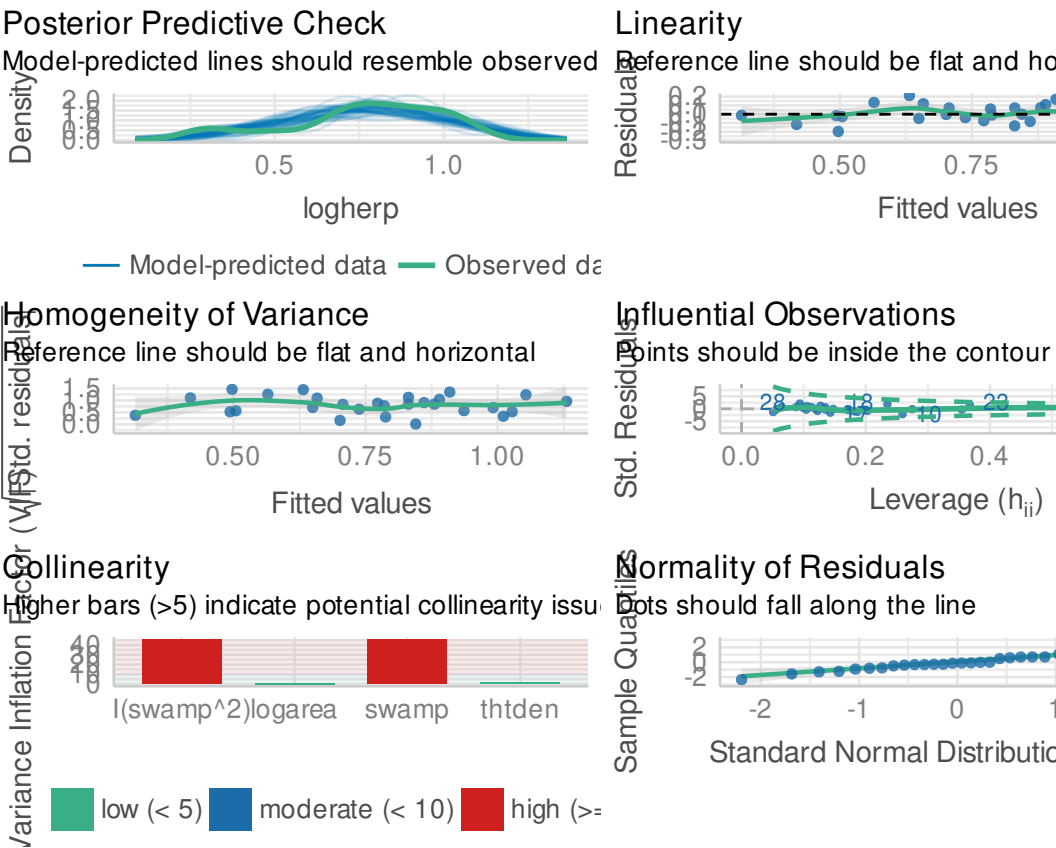 Posterior Predictive Check
Model-predicted lines should resemble observed
Density
2.0
1.5
1.0
0.5
0.0
0.5 1.0
logherp
Model-predicted data Observed da
Linearity
Reference line should be flat and ho
Residuals
0.2
0.1
0.0
0.50 0.75
Fitted values
Homogeneity of Variance
Reference line should be flat and horizontal
√|Std. residuals|
1.5
1.0
0.5
0.0
0.50 0.75 1.00
Fitted values
Influential Observations
Points should be inside the contour
Std. Residuals
5
0
-5
28 18 10 23
0.0 0.2 0.4
Leverage (hii)
Collinearity
Higher bars (>5) indicate potential collinearity issu
Variance Inflation Factor (VIF)
40
10
0
I(swamp^2) logarea swamp thtden
low (< 5) moderate (< 10) high (>=
Normality of Residuals
Dots should fall along the line
Sample Quantiles
2
0
-2
-2 -1 0 1
Standard Normal Distributio